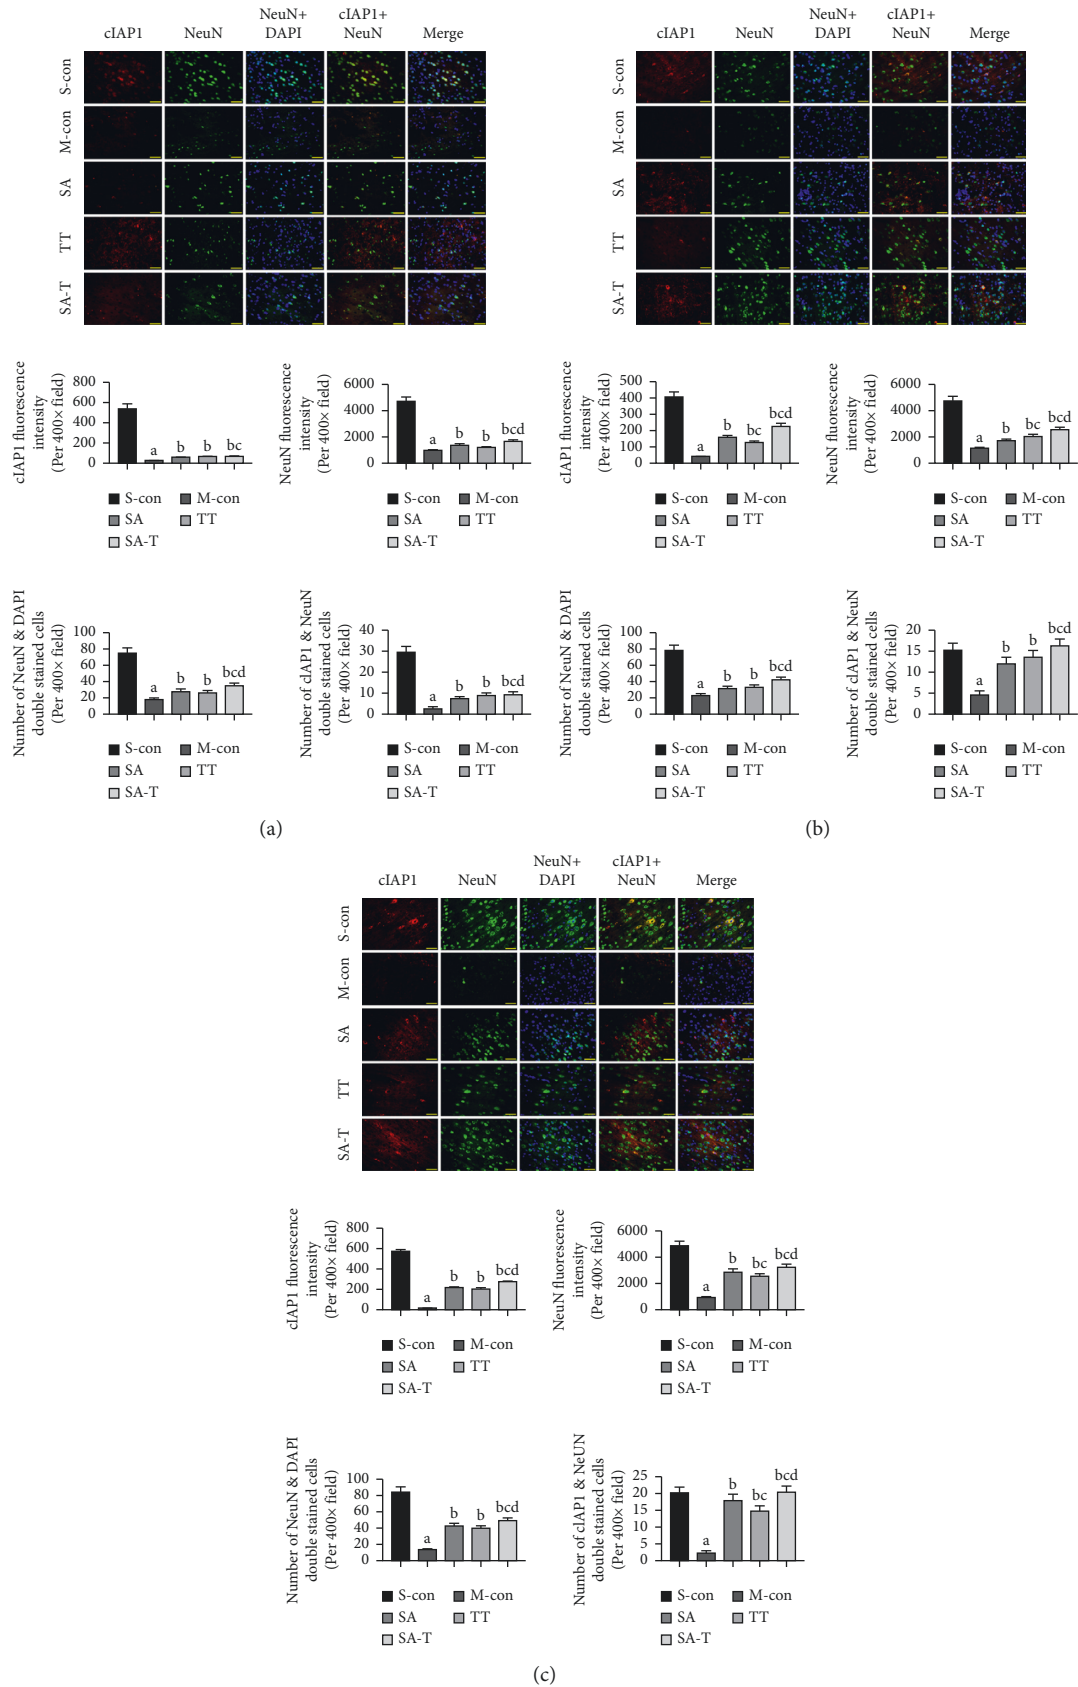 cIAP1 NeuN NeuN+ DAPI cIAP1+ NeuN Merge
S-con
M-con
SA
TT
SA-T
cIAP1 fluorescence
intensity
(Per 400× field)
800
600
400
200
0
a b b bc
S-con M-con
SA TT
SA-T
NeuN fluorescence
intensity
(Per 400× field)
6000
4000
2000
0
a b b bcd
S-con M-con
SA TT
SA-T
Number of NeuN & DAPI
double stained cells
(Per 400× field)
100
80
60
40
20
0
a b b bcd
S-con M-con
SA TT
SA-T
Number of cIAP1 & NeuN
double stained cells
(Per 400× field)
40
30
20
10
0
a b b bcd
S-con M-con
SA TT
SA-T
(a)
cIAP1 NeuN NeuN+ DAPI cIAP1+ NeuN Merge
S-con
M-con
SA
TT
SA-T
cIAP1 fluorescence
intensity
(Per 400× field)
500
400
300
200
100
0
a b bc bcd
S-con M-con
SA TT
SA-T
NeuN fluorescence
intensity
(Per 400× field)
6000
4000
2000
0
a b bc bcd
S-con M-con
SA TT
SA-T
Number of NeuN & DAPI
double stained cells
(Per 400× field)
100
80
60
40
20
0
a b b bcd
S-con M-con
SA TT
SA-T
Number of cIAP1 & NeuN
double stained cells
(Per 400× field)
20
15
10
5
0
a b b bcd
S-con M-con
SA TT
SA-T
(b)
cIAP1 NeuN NeuN+ DAPI cIAP1+ NeuN Merge
S-con
M-con
SA
TT
SA-T
cIAP1 fluorescence
intensity
(Per 400× field)
800
600
400
200
0
a b b bcd
S-con M-con
SA TT
SA-T
NeuN fluorescence
intensity
(Per 400× field)
6000
4000
2000
0
a b bc bcd
S-con M-con
SA TT
SA-T
Number of NeuN & DAPI
double stained cells
(Per 400× field)
100
80
60
40
20
0
a b b bcd
S-con M-con
SA TT
SA-T
Number of cIAP1 & NeUN
double stained cells
(Per 400× field)
25
20
15
10
5
0
a b bc bcd
S-con M-con
SA TT
SA-T
(c)